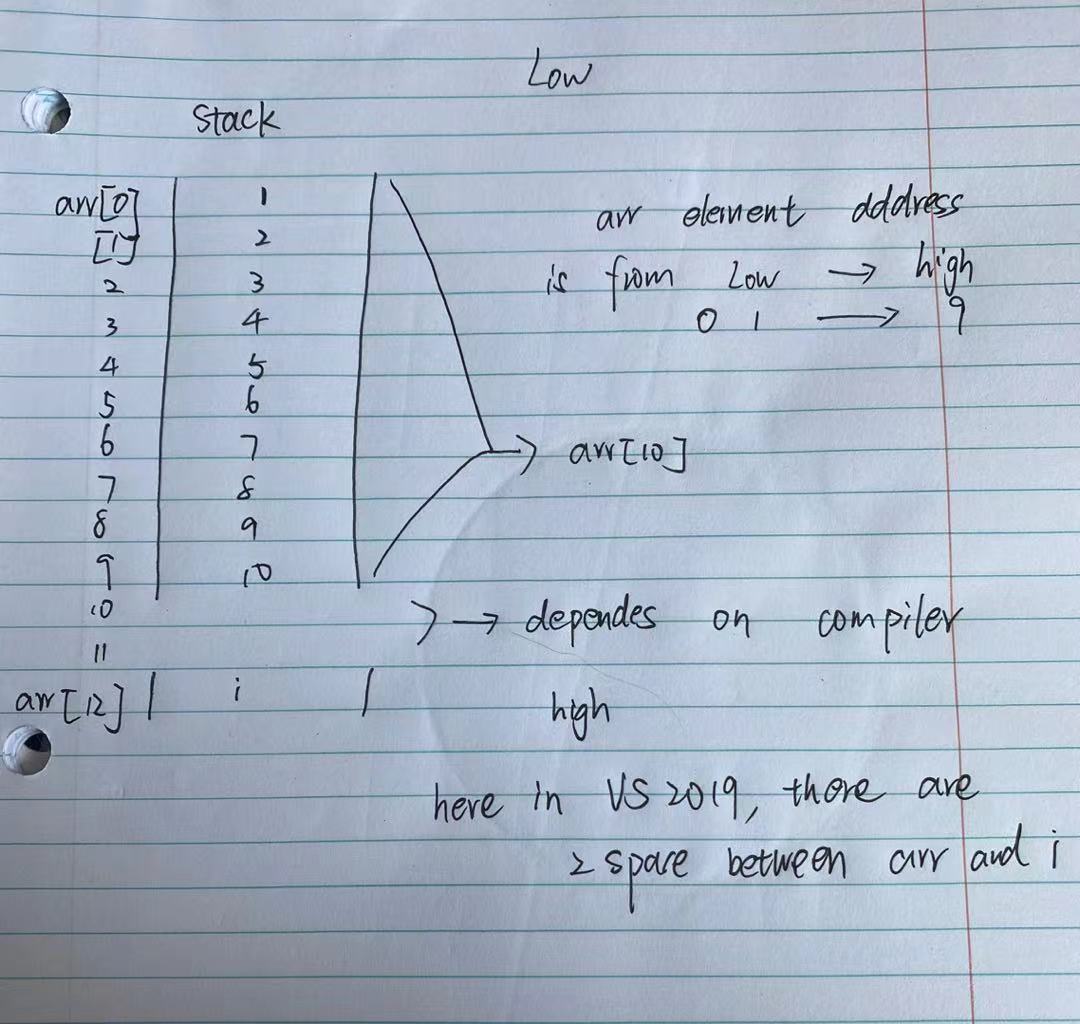 Low
Stack
arr[0] 1
[1] 2
2 3
3 4
4 5
5 6
6 7
7 8
8 9
9 10
10
11
arr[12] i
arr element address
is from Low → high
0 1 → 9
→ arr[10]
} → dependes on compiler
high
here in VS 2019, there are
2 space between arr and i